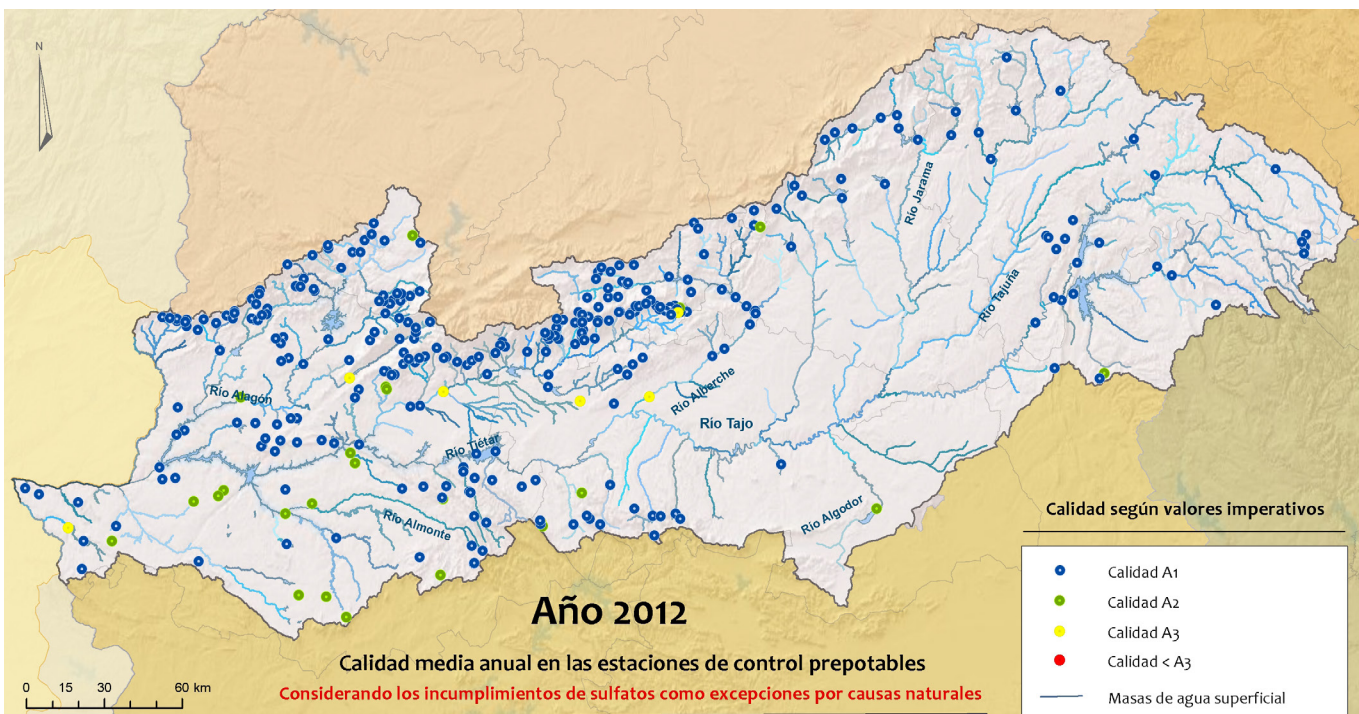 N
Río Jarama
Río Tajuña
Río Alagón
Río Alberche
Río Tajo
Río Tiétar
Río Almonte
Río Algodor
Calidad según valores imperativos
Calidad A1
Calidad A2
Calidad A3
Calidad < A3
Masas de agua superficial
Año 2012
Calidad media anual en las estaciones de control prepotables
Considerando los incumplimientos de sulfatos como excepciones por causas naturales
0 15 30 60 km